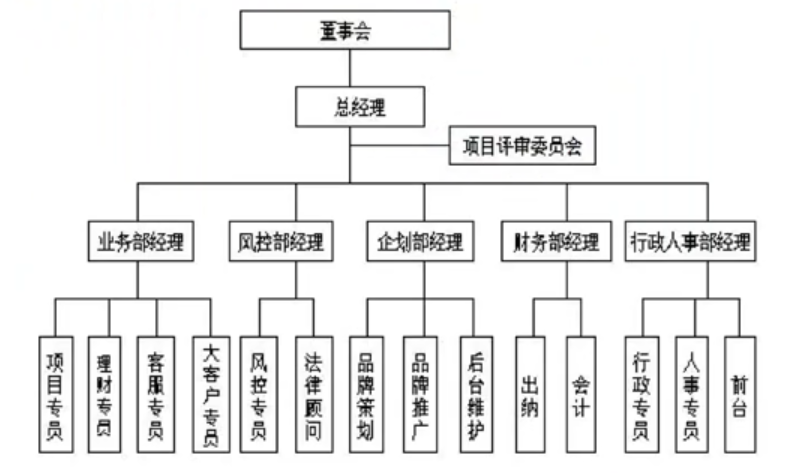 董事会
总经理
项目评审委员会
业务部经理
风控部经理
企划部经理
财务部经理
行政人事部经理
项目专员
理财专员
客服专员
大客户专员
风控专员
法律顾问
品牌策划
品牌推广
后台维护
出纳
会计
行政专员
人事专员
前台